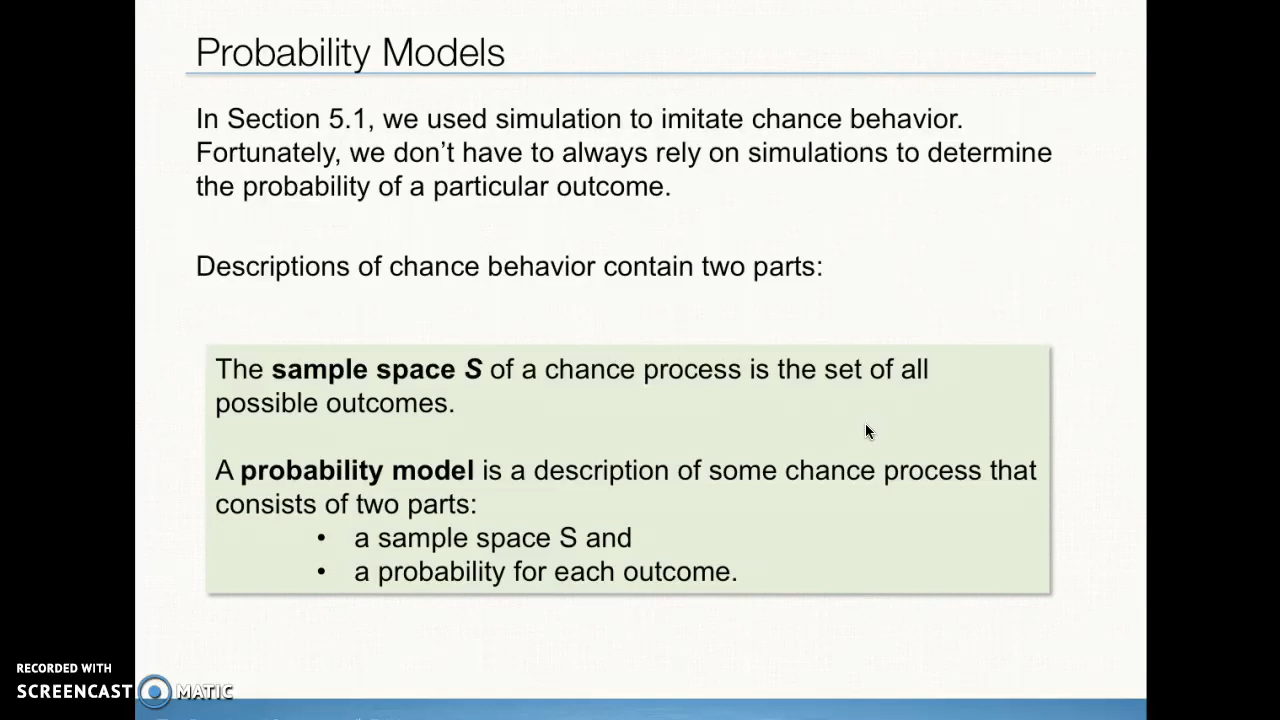 Probability Models
In Section 5.1, we used simulation to imitate chance behavior.
Fortunately, we don’t have to always rely on simulations to determine
the probability of a particular outcome.
Descriptions of chance behavior contain two parts:
The sample space S of a chance process is the set of all
possible outcomes.
A probability model is a description of some chance process that
consists of two parts:
• a sample space S and
• a probability for each outcome.
RECORDED WITH
SCREENCAST MATIC